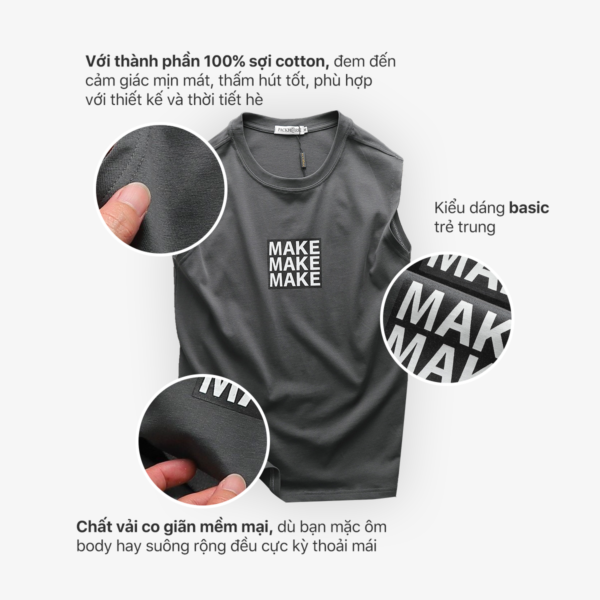 Với thành phần 100% sợi cotton, đem đến
cảm giác mịn mát, thấm hút tốt, phù hợp
với thiết kế và thời tiết hè
Kiểu dáng basic
trẻ trung
MAKE
MAKE
MAKE
MA
MAK
MAK
MA
Chất vải co giãn mềm mại, dù bạn mặc ôm
body hay suông rộng đều cực kỳ thoải mái